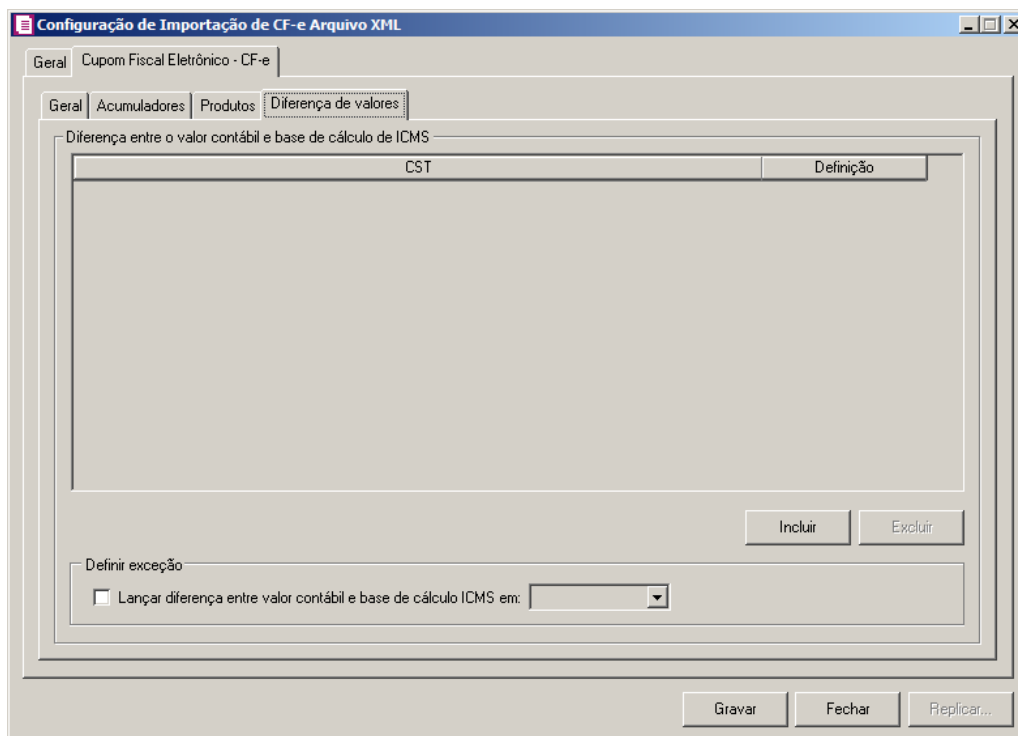 Configuração de Importação de CF-e Arquivo XML
Geral Cupom Fiscal Eletrônico - CF-e
Geral Acumuladores Produtos Diferença de valores
Diferença entre o valor contábil e base de cálculo de ICMS
CST Definição
Incluir Excluir
Definir exceção
Lançar diferença entre valor contábil e base de cálculo ICMS em:
Gravar Fechar Replicar...